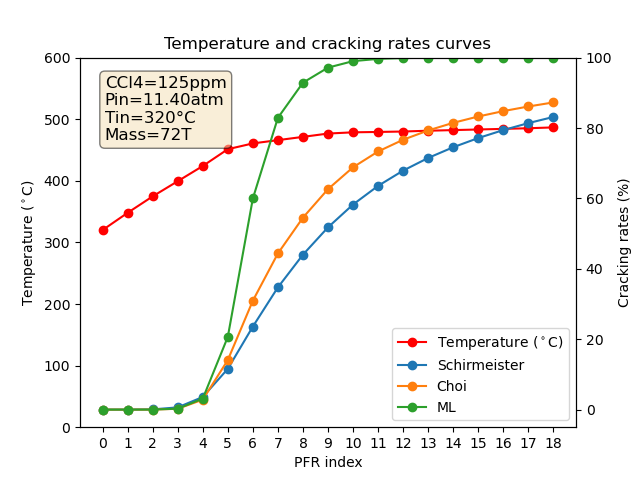 Temperature and cracking rates curves
CCl4=125ppm
Pin=11.40atm
Tin=320°C
Mass=72T
600
500
400
300
200
100
0
Temperature (°C)
100
80
60
40
20
0
Cracking rates (%)
Temperature (°C)
Schirmeister
Choi
ML
0 1 2 3 4 5 6 7 8 9 10 11 12 13 14 15 16 17 18
PFR index